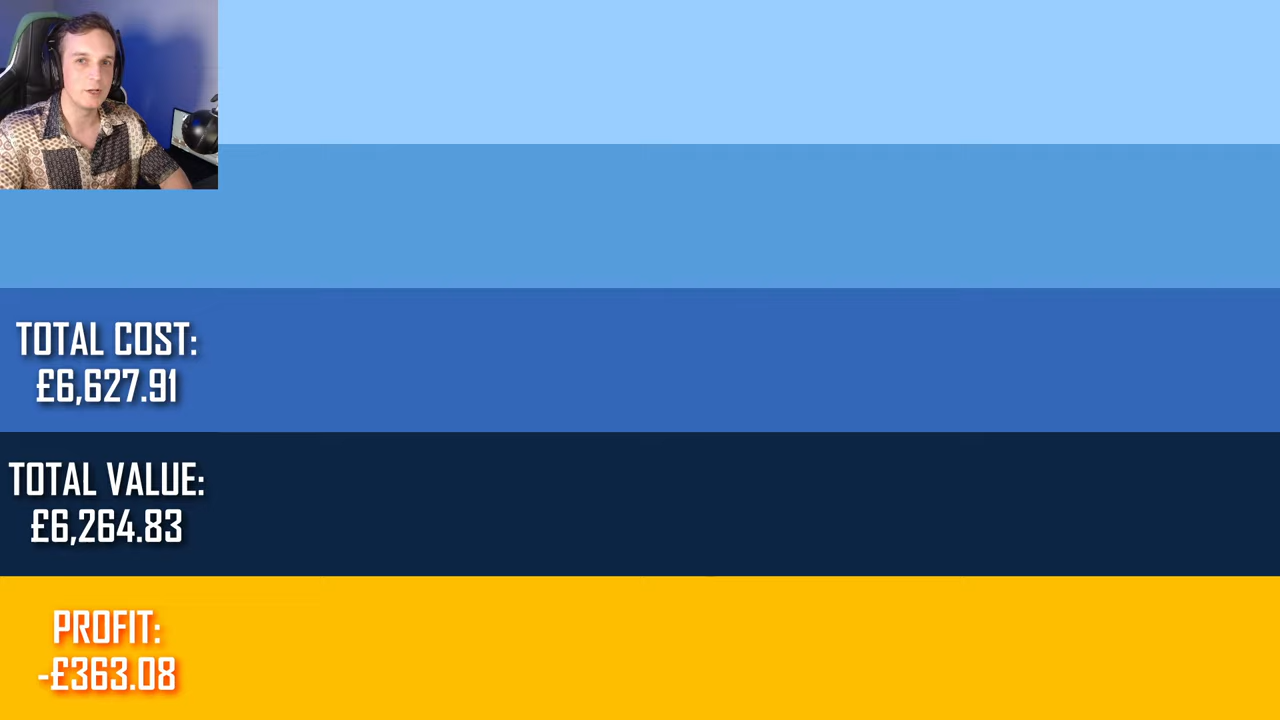 TOTAL COST:
£6,627.91
TOTAL VALUE:
£6,264.83
PROFIT:
-£363.08